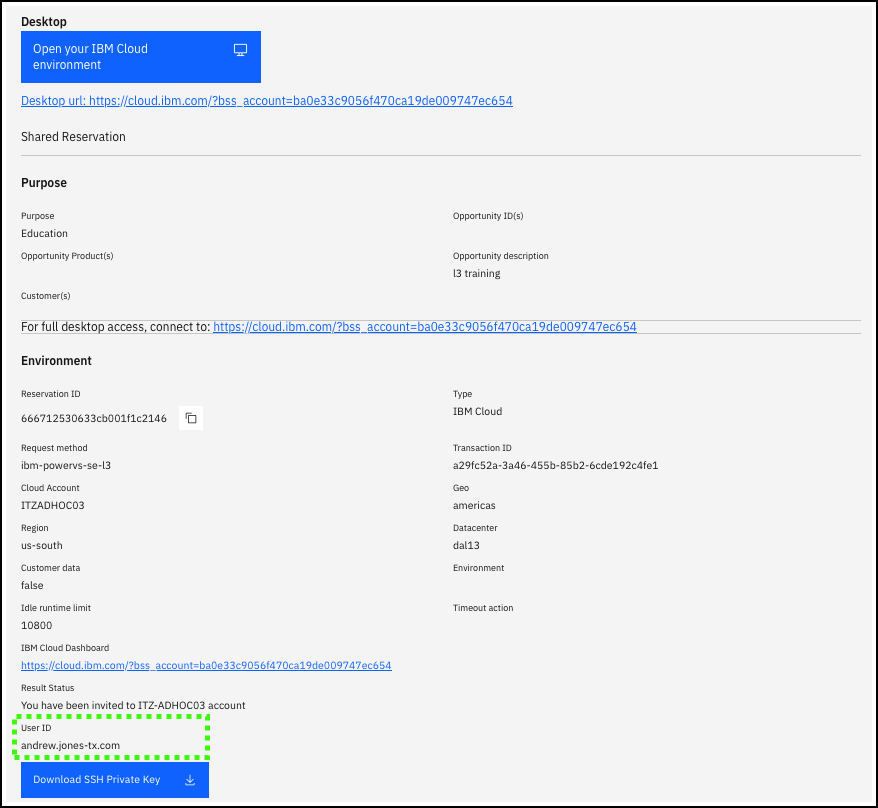 Desktop
Open your IBM Cloud
environment
Desktop url: https://cloud.ibm.com/?bss_account=ba0e33c9056f470ca19de009747ec654
Shared Reservation
Purpose
Purpose
Education
Opportunity ID(s)
Opportunity Product(s)
Opportunity description
l3 training
Customer(s)
For full desktop access, connect to: https://cloud.ibm.com/?bss_account=ba0e33c9056f470ca19de009747ec654
Environment
Reservation ID
666712530633cb001f1c2146
Type
IBM Cloud
Request method
ibm-powervs-se-l3
Transaction ID
a29fc52a-3a46-455b-85b2-6cde192c4fe1
Cloud Account
ITZADHOC03
Geo
americas
Region
us-south
Datacenter
dal13
Customer data
false
Environment
Idle runtime limit
10800
Timeout action
IBM Cloud Dashboard
https://cloud.ibm.com/?bss_account=ba0e33c9056f470ca19de009747ec654
Result Status
You have been invited to ITZ-ADHOC03 account
User ID
andrew.jones-tx.com
Download SSH Private Key